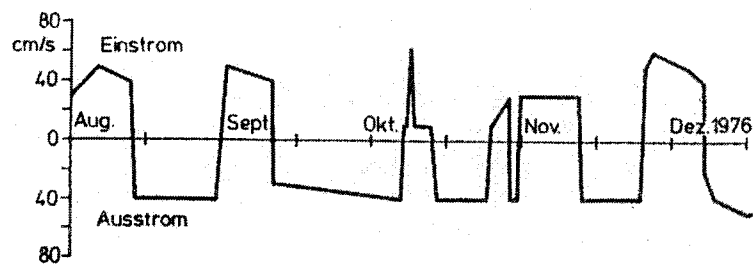 80
cm/s
Einstrom
40
Aug.
Sept.
Okt.
Nov.
Dez. 1976
0
40
Ausstrom
80